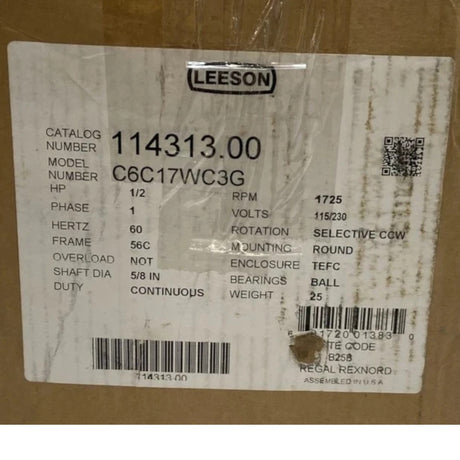 LEESON
CATALOG NUMBER 114313.00
MODEL NUMBER C6C17WC3G
HP 1/2
PHASE 1
HERTZ 60
FRAME 56C
OVERLOAD NOT
SHAFT DIA 5/8 IN
DUTY CONTINUOUS
RPM 1725
VOLTS 115/230
ROTATION SELECTIVE CCW
MOUNTING ROUND
ENCLOSURE TEFC
BEARINGS BALL
WEIGHT 25
114313.00
CODE
B258
REGAL REXNORD
ASSEMBLED IN U.S.A